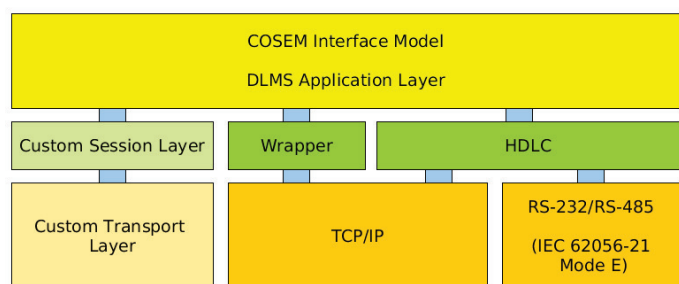 COSEM Interface Model
DLMS Application Layer
Custom Session Layer
Wrapper
HDLC
Custom Transport
Layer
TCP/IP
RS-232/RS-485
(IEC 62056-21
Mode E)